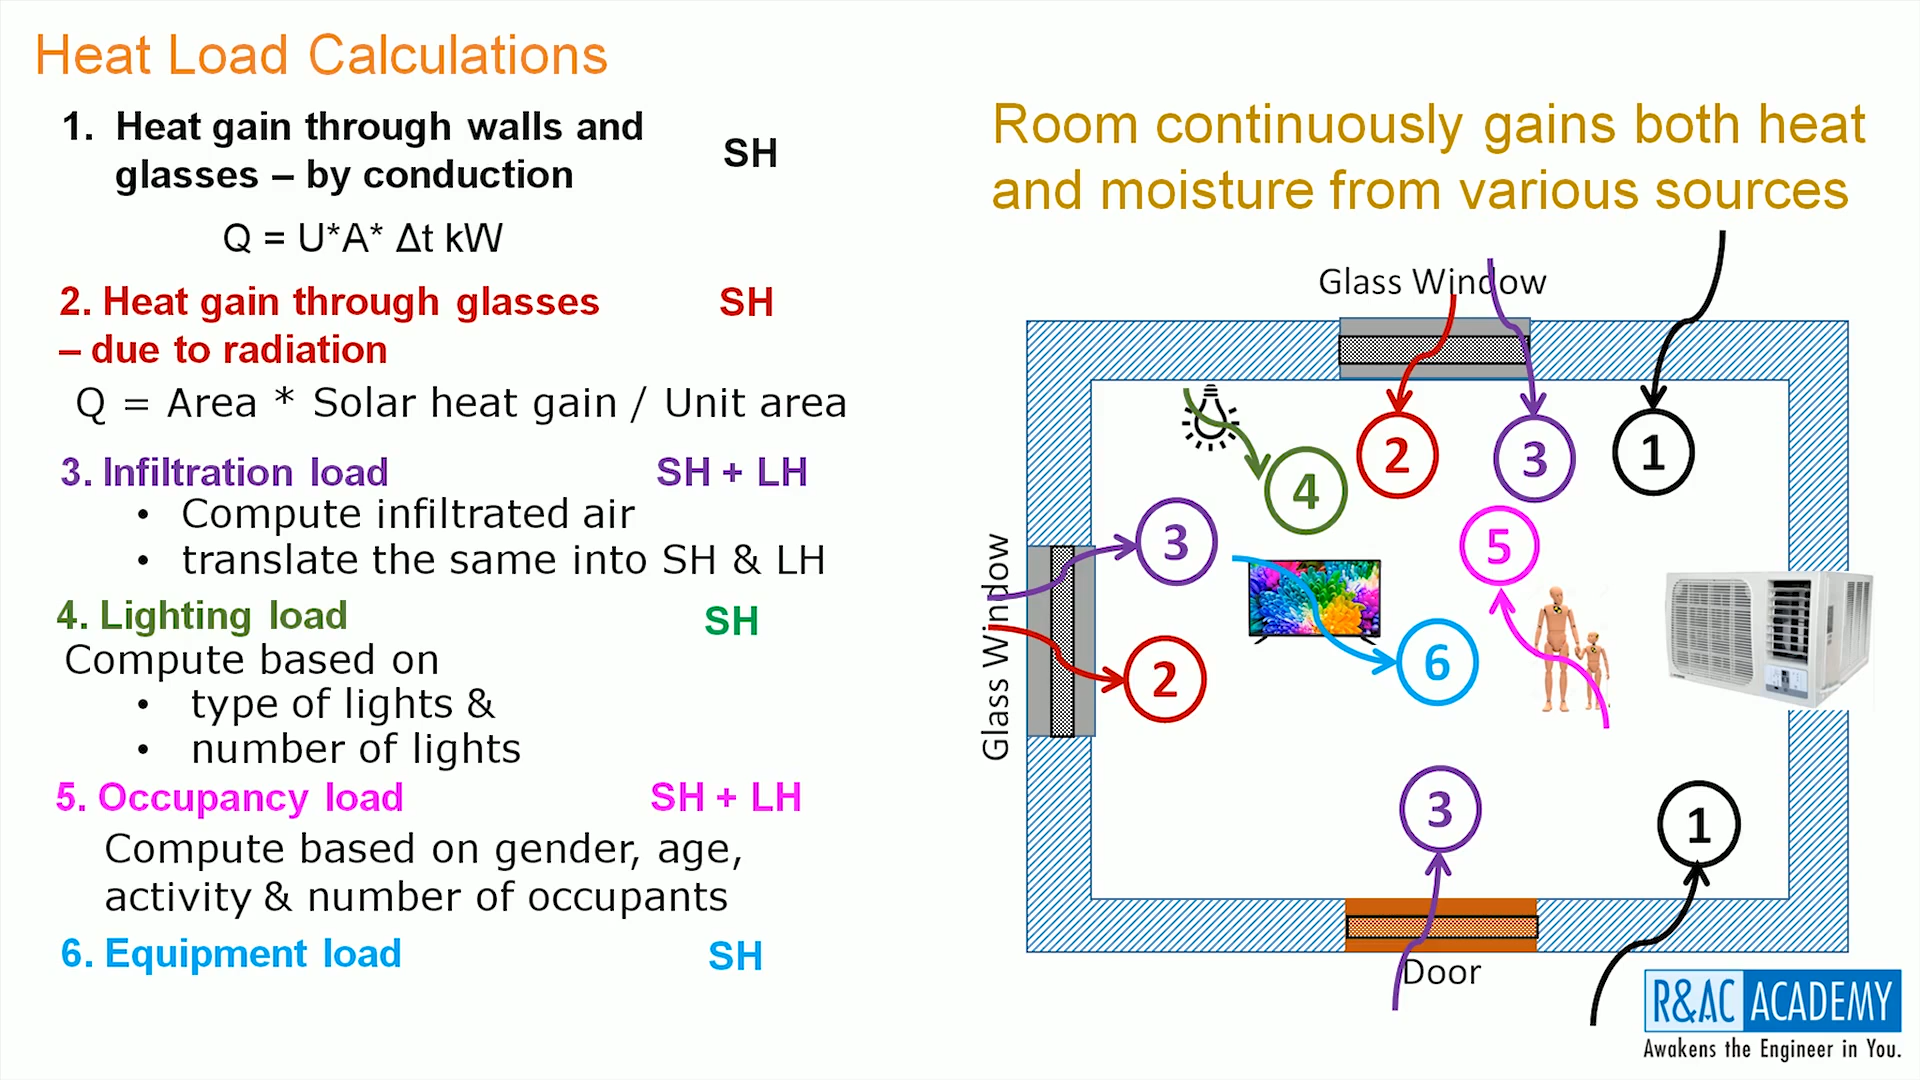 Heat Load Calculations
1. Heat gain through walls and
glasses – by conduction
SH
Q = U*A* Δt kW
2. Heat gain through glasses
– due to radiation
SH
Q = Area * Solar heat gain / Unit area
3. Infiltration load
SH + LH
• Compute infiltrated air
• translate the same into SH & LH
4. Lighting load
SH
Compute based on
• type of lights &
• number of lights
5. Occupancy load
SH + LH
Compute based on gender, age,
activity & number of occupants
6. Equipment load
SH
Room continuously gains both heat
and moisture from various sources
Glass Window
2
3
1
4
3
5
Glass Window
6
2
3
1
Door
R&AC ACADEMY
Awakens the Engineer in You.